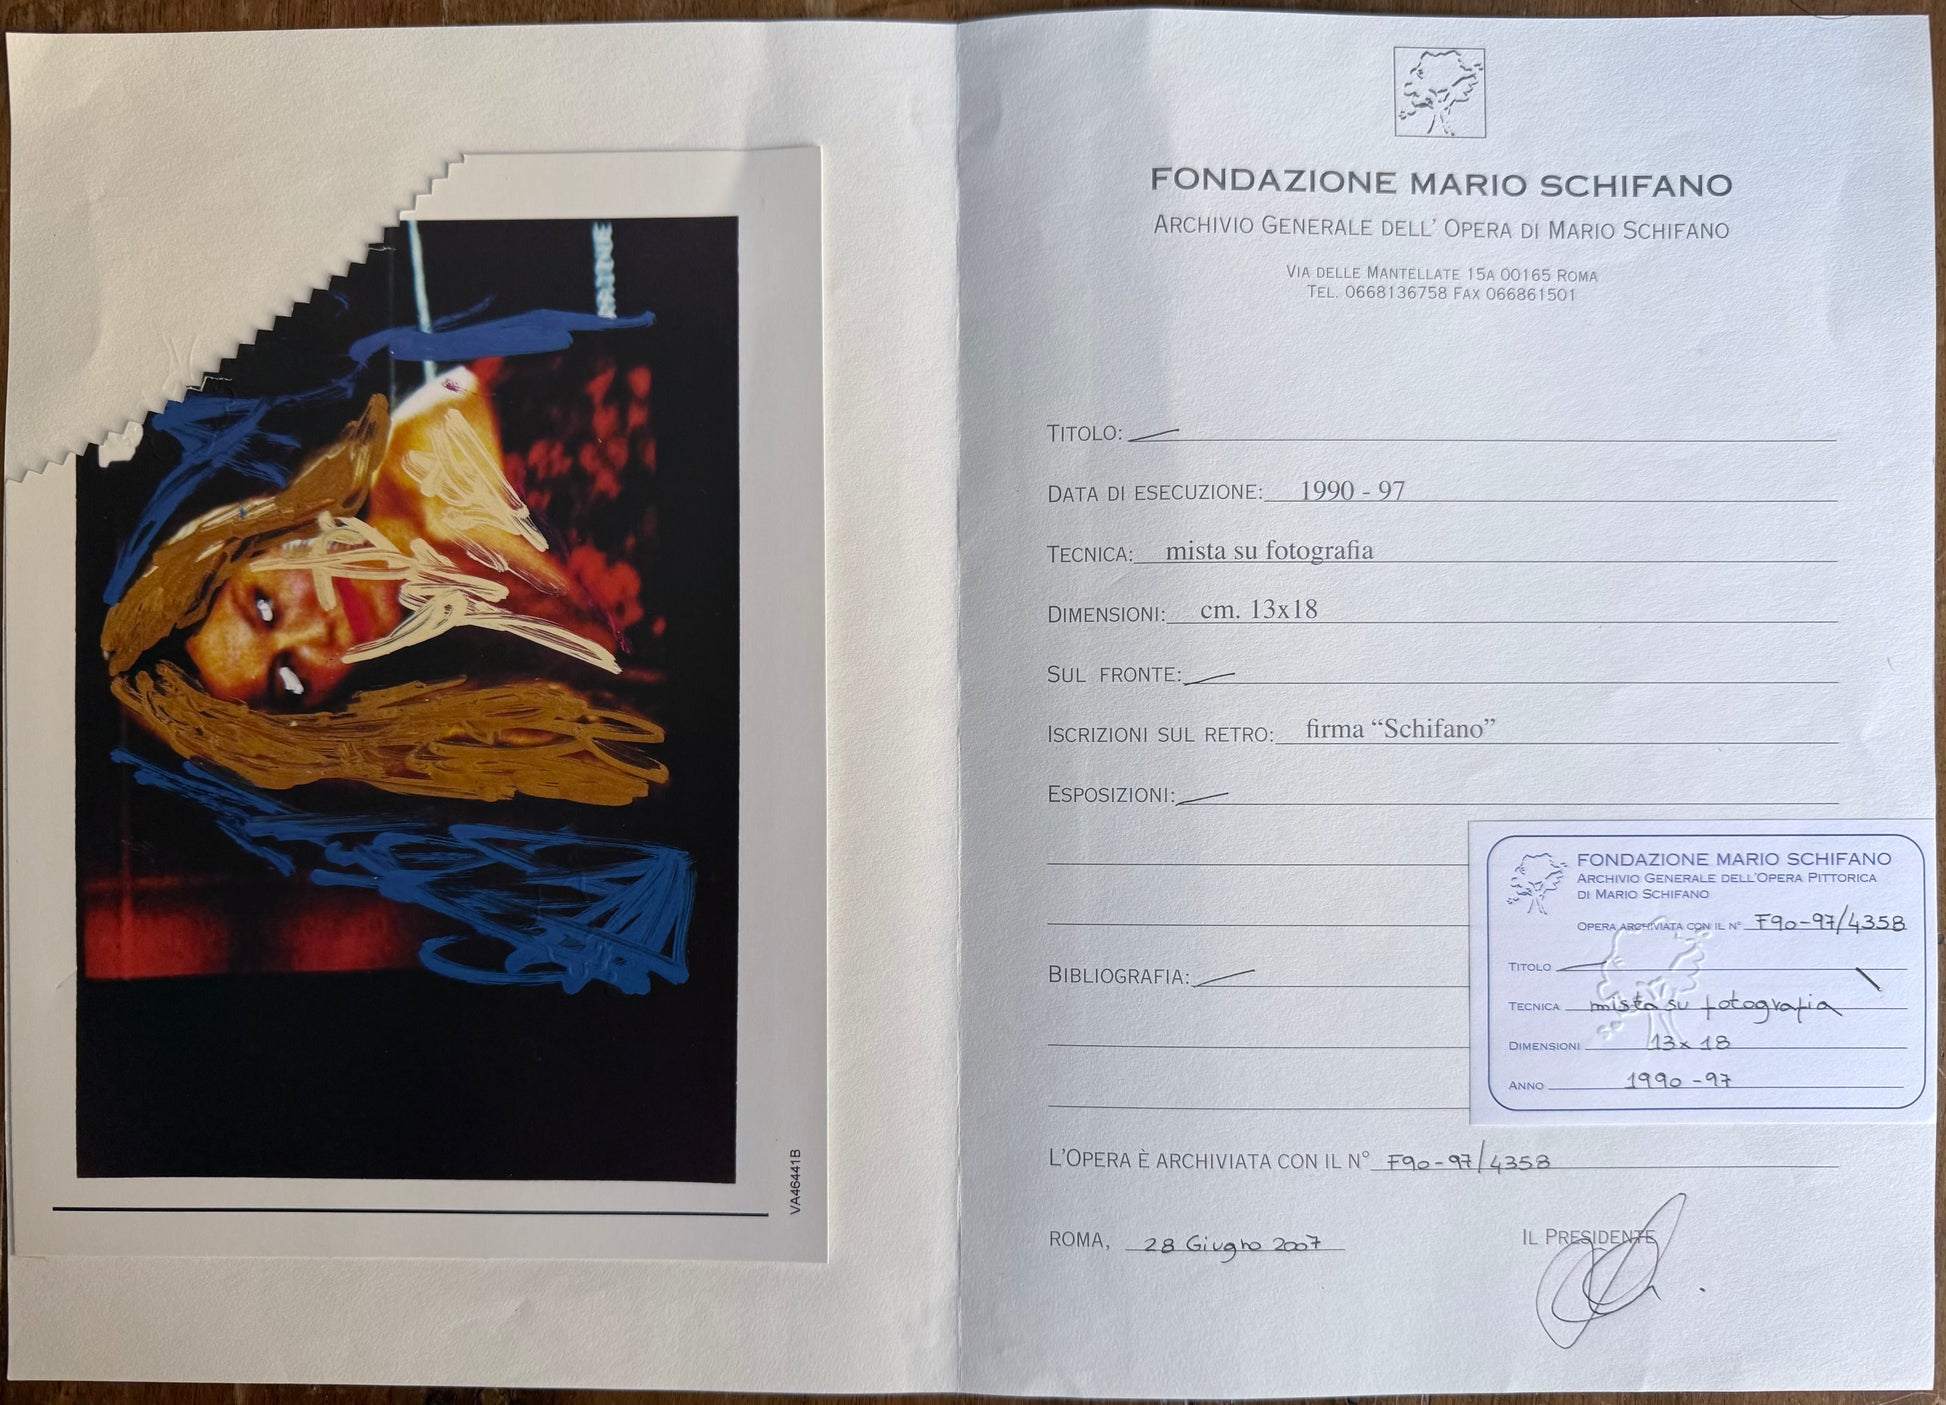 MATINE
VA46441B
FONDAZIONE MARIO SCHIFANO
ARCHIVIO GENERALE DELL' OPERA DI MARIO SCHIFANO
VIA DELLE MANTELLATE 15A 00165 ROMA
TEL. 0668136758 FAX 066861501
TITOLO:
DATA DI ESECUZIONE: 1990 - 97
TECNICA: mista su fotografia
DIMENSIONI: cm. 13x18
SUL FRONTE:
ISCRIZIONI SUL RETRO: firma “Schifano”
ESPOSIZIONI:
BIBLIOGRAFIA:
FONDAZIONE MARIO SCHIFANO
ARCHIVIO GENERALE DELL'OPERA PITTORICA
DI MARIO SCHIFANO
OPERA ARCHIVIATA CON IL N° F90-97/4358
TITOLO
TECNICA mista su fotografia
DIMENSIONI 13x18
ANNO 1990-97
L'OPERA È ARCHIVIATA CON IL N° F90-97/4358
ROMA, 28 Giugno 2007
IL PRESIDENTE